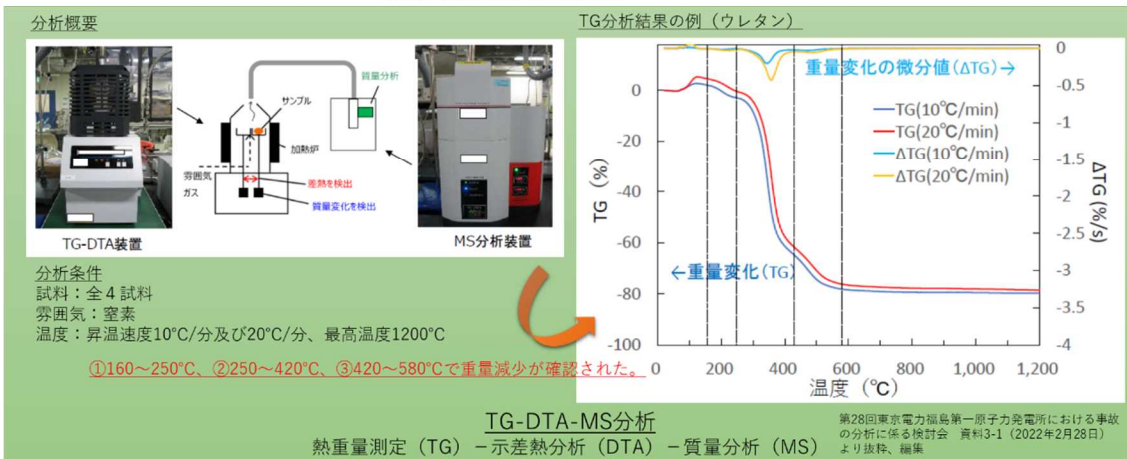 分析概要
質量分析
サンプル
加熱炉
雰囲気
ガス
差熱を検出
質量変化を検出
TG-DTA装置
MS分析装置
分析条件
試料：全４試料
雰囲気：窒素
温度：昇温速度10℃/分及び20℃/分、最高温度1200℃
①160～250℃、②250～420℃、③420～580℃で重量減少が確認された。
TG分析結果の例（ウレタン）
重量変化の微分値(ΔTG)→
TG(10℃/min)
TG(20℃/min)
ΔTG(10℃/min)
ΔTG(20℃/min)
←重量変化(TG)
TG (%)
0
-20
-40
-60
-80
-100
ΔTG (%/s)
0
-0.5
-1
-1.5
-2
-2.5
-3
-3.5
-4
0 200 400 600 800 1,000 1,200
温度（℃）
TG-DTA-MS分析
熱重量測定（TG）－示差熱分析（DTA）－質量分析（MS）
第28回東京電力福島第一原子力発電所における事故
の分析に係る検討会　資料3-1（2022年2月28日）
より抜粋、編集